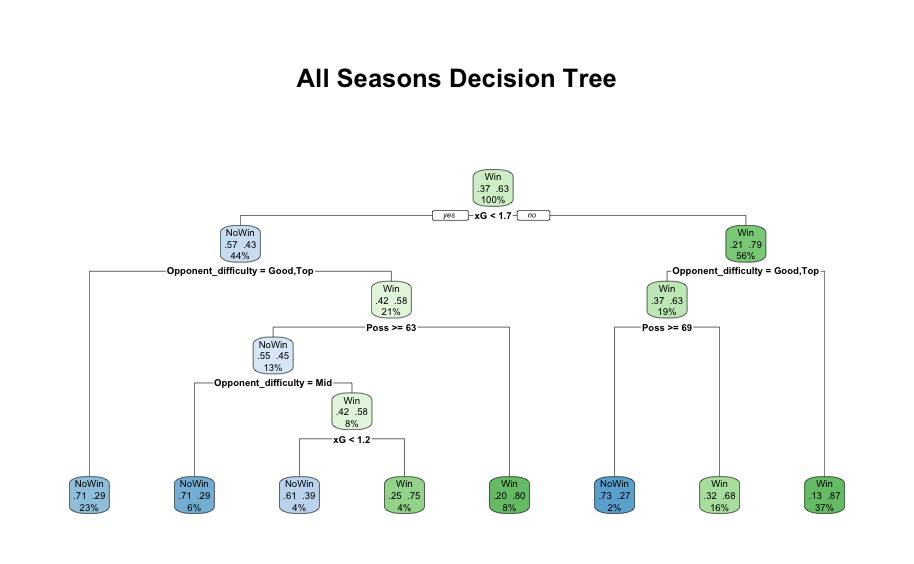 All Seasons Decision Tree
Win
.37 .63
100%
yes xG < 1.7 no
NoWin
.57 .43
44%
Win
.21 .79
56%
Opponent_difficulty = Good,Top
Opponent_difficulty = Good,Top
Win
.42 .58
21%
Win
.37 .63
19%
Poss >= 63
Poss >= 69
NoWin
.55 .45
13%
Opponent_difficulty = Mid
Win
.42 .58
8%
xG < 1.2
NoWin
.71 .29
23%
NoWin
.71 .29
6%
NoWin
.61 .39
4%
Win
.25 .75
4%
Win
.20 .80
8%
NoWin
.73 .27
2%
Win
.32 .68
16%
Win
.13 .87
37%